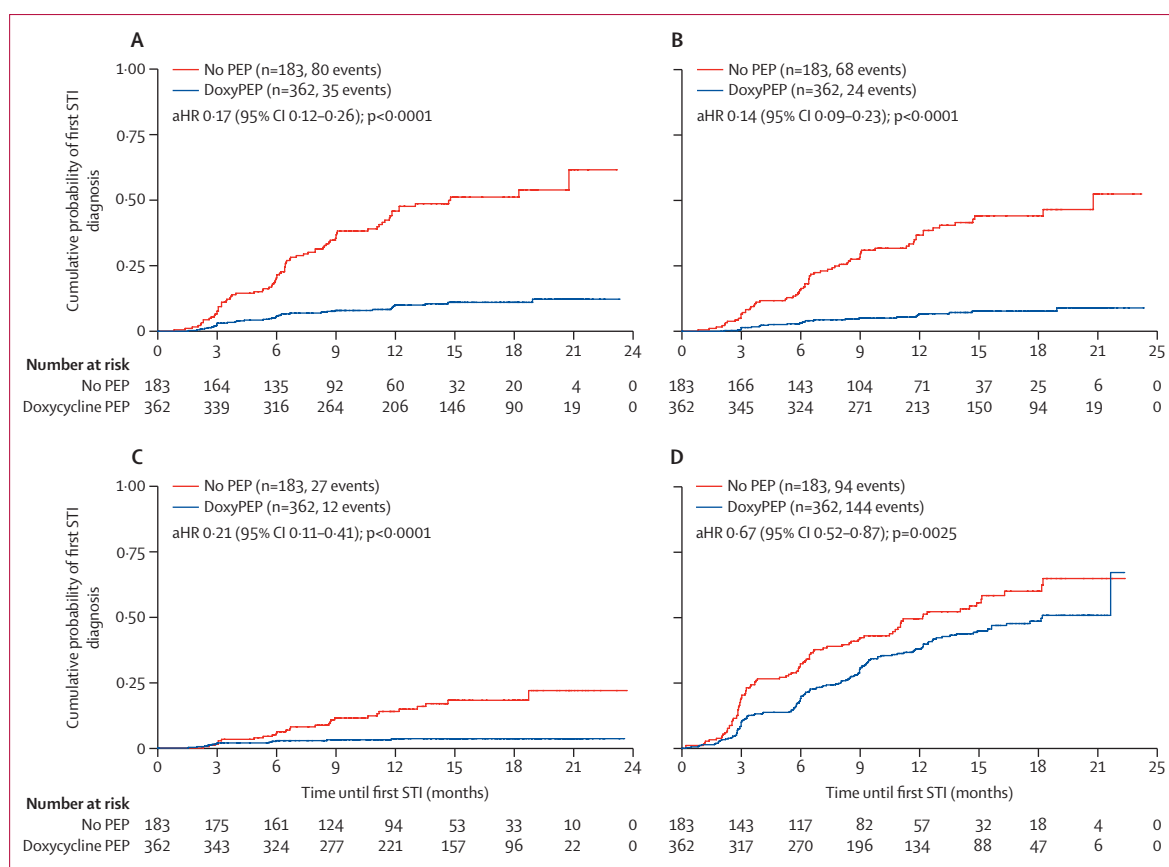 A
No PEP (n=183, 80 events)
DoxyPEP (n=362, 35 events)
aHR 0·17 (95% CI 0·12–0·26); p<0·0001
Cumulative probability of first STI
diagnosis
1·00
0·75
0·50
0·25
0
0 3 6 9 12 15 18 21 24
Number at risk
No PEP 183 164 135 92 60 32 20 4 0
Doxycycline PEP 362 339 316 264 206 146 90 19 0
B
No PEP (n=183, 68 events)
DoxyPEP (n=362, 24 events)
aHR 0·14 (95% CI 0·09–0·23); p<0·0001
0 3 6 9 12 15 18 21 25
183 166 143 104 71 37 25 6 0
362 345 324 271 213 150 94 19 0
C
No PEP (n=183, 27 events)
DoxyPEP (n=362, 12 events)
aHR 0·21 (95% CI 0·11–0·41); p<0·0001
Cumulative probability of first STI
diagnosis
1·00
0·75
0·50
0·25
0
0 3 6 9 12 15 18 21 24
Time until first STI (months)
Number at risk
No PEP 183 175 161 124 94 53 33 10 0
Doxycycline PEP 362 343 324 277 221 157 96 22 0
D
No PEP (n=183, 94 events)
DoxyPEP (n=362, 144 events)
aHR 0·67 (95% CI 0·52–0·87); p=0·0025
0 3 6 9 12 15 18 21 25
Time until first STI (months)
183 143 117 82 57 32 18 4 0
362 317 270 196 134 88 47 6 0